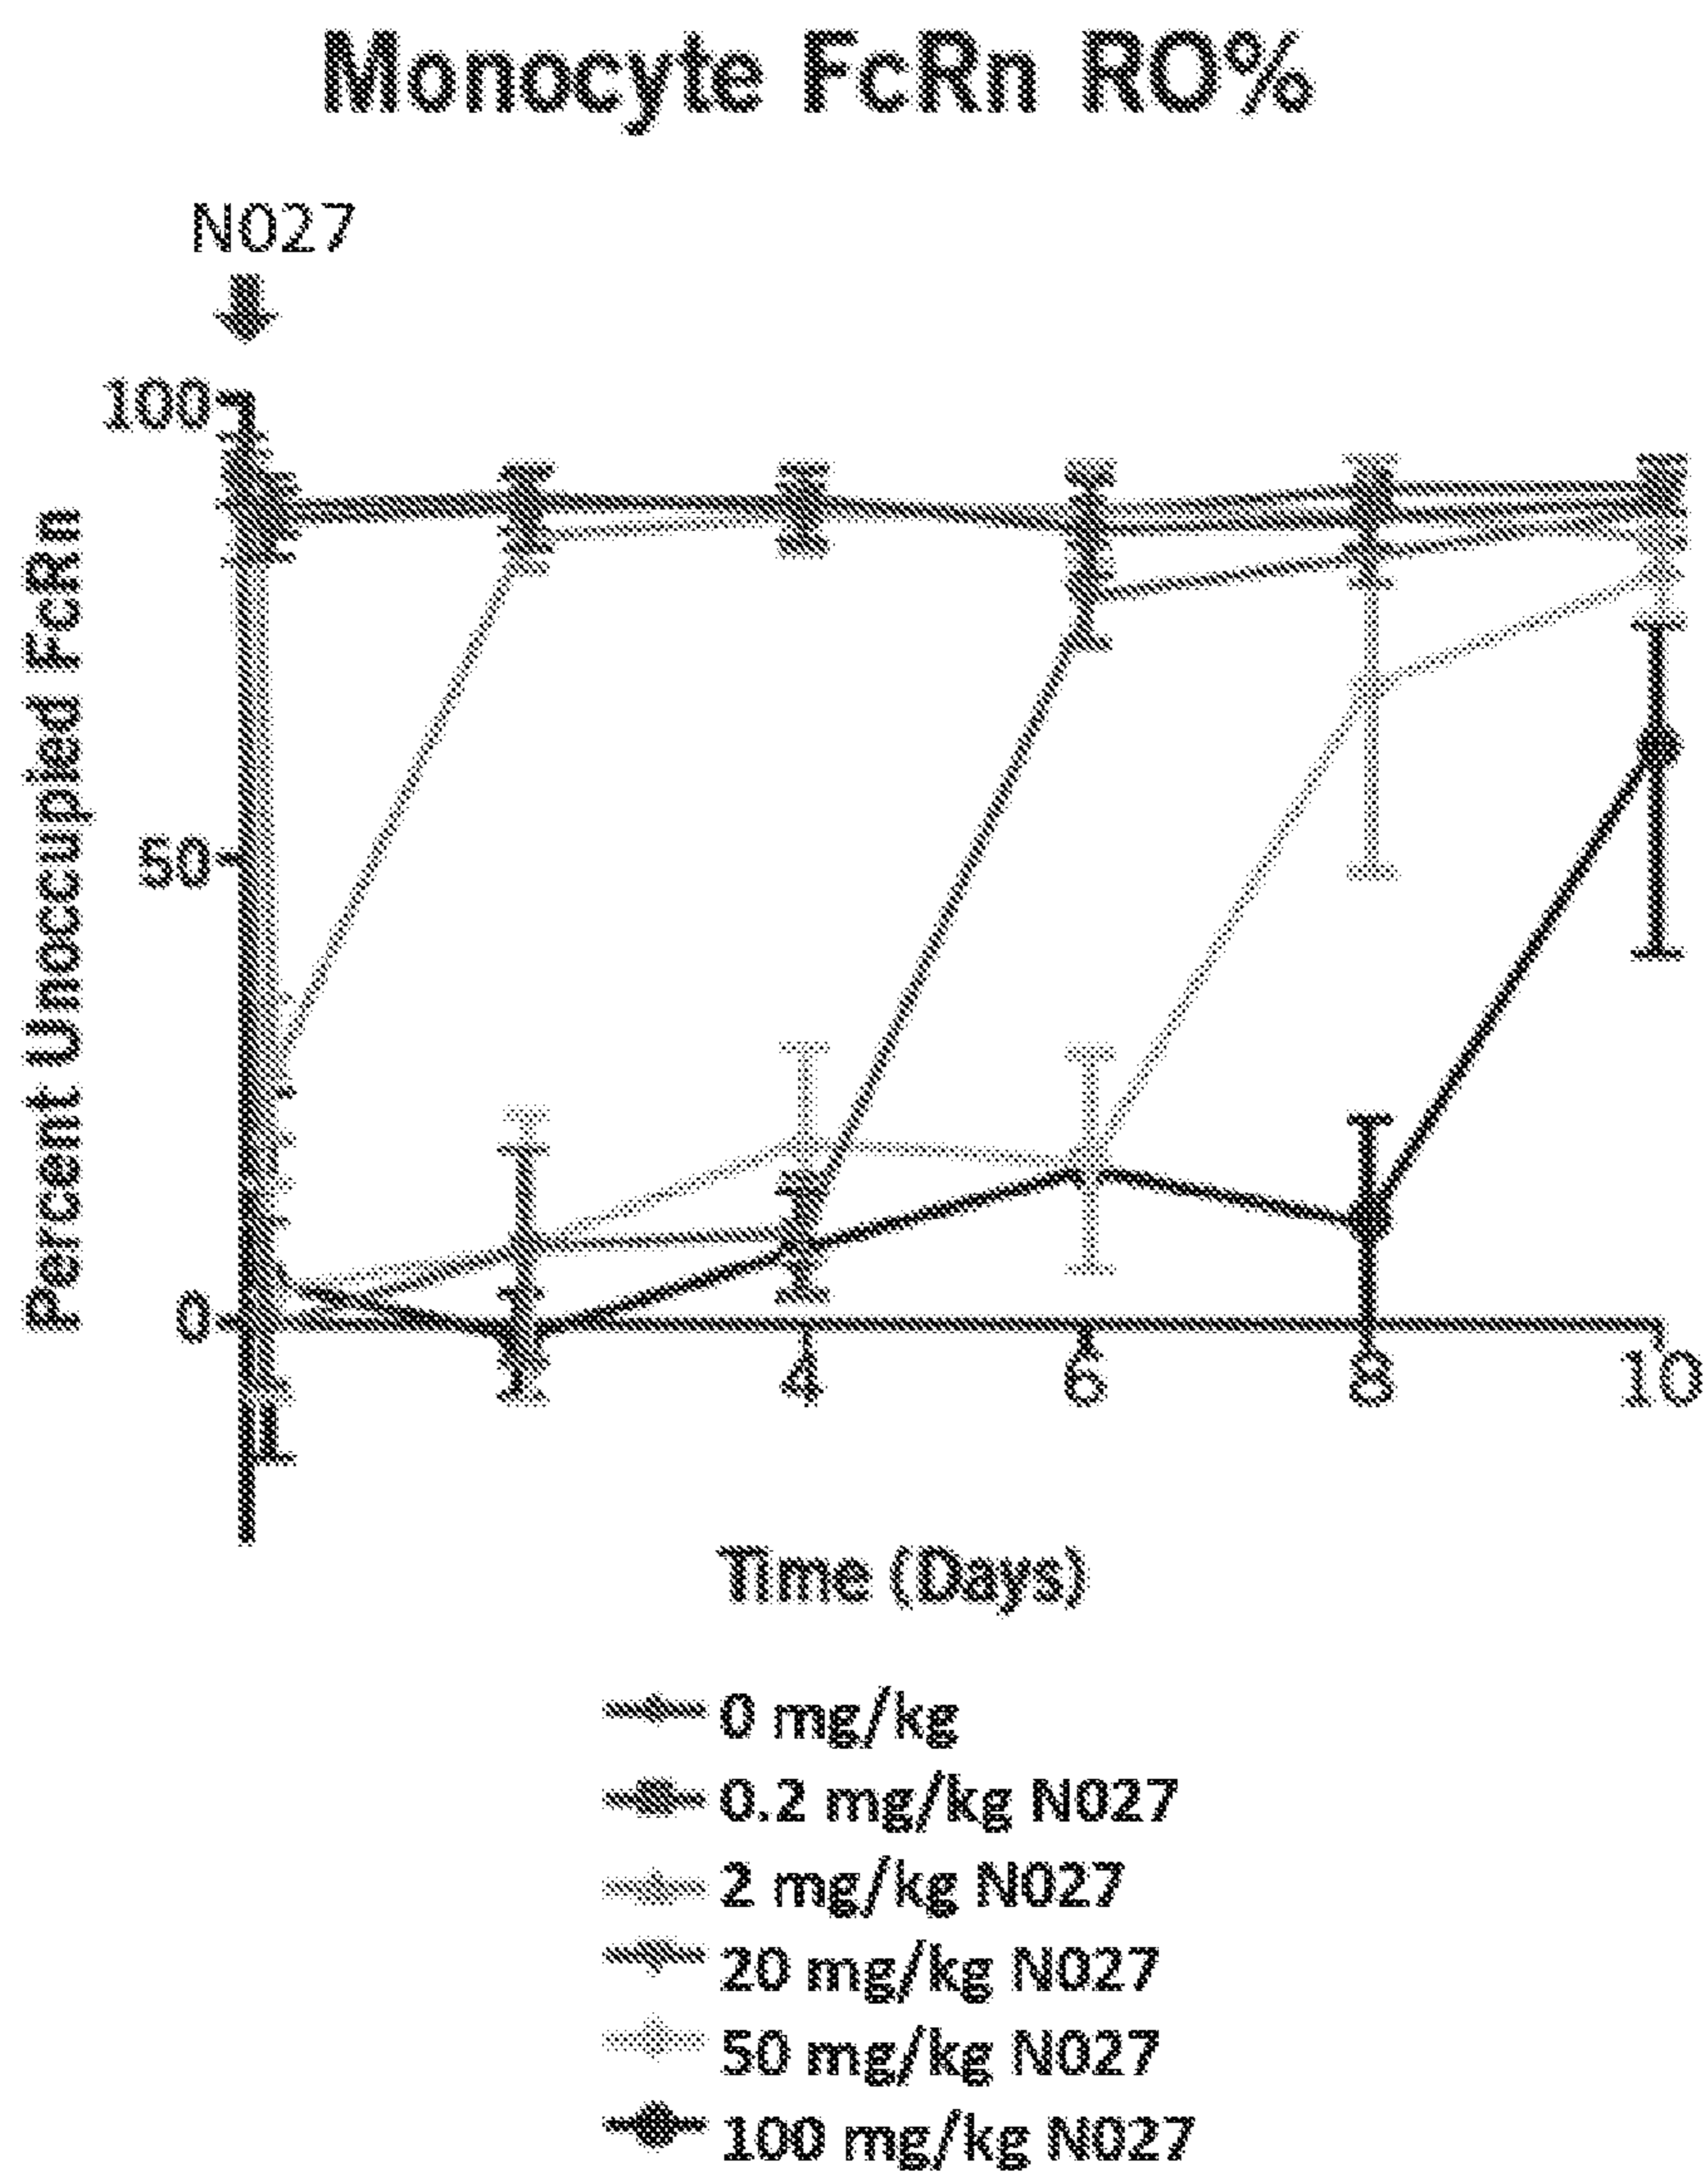 Monocyte FcRn RO%
N027
100
50
0
Percent Unoccupied FcRn
4
6
8
10
Time (Days)
0 mg/kg
0.2 mg/kg N027
2 mg/kg N027
20 mg/kg N027
50 mg/kg N027
100 mg/kg N027